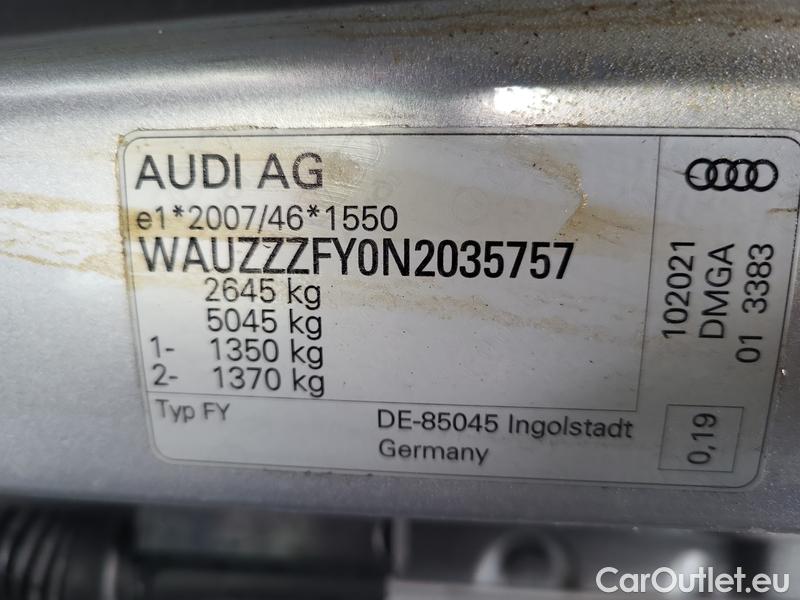 AUDI AG
e1*2007/46*1550
WAUZZZFY0N2035757
2645 kg
5045 kg
1- 1350 kg
2- 1370 kg
Typ FY
DE-85045 Ingolstadt
Germany
102021
DMGA
01 3383
0,19
CarOutlet.eu